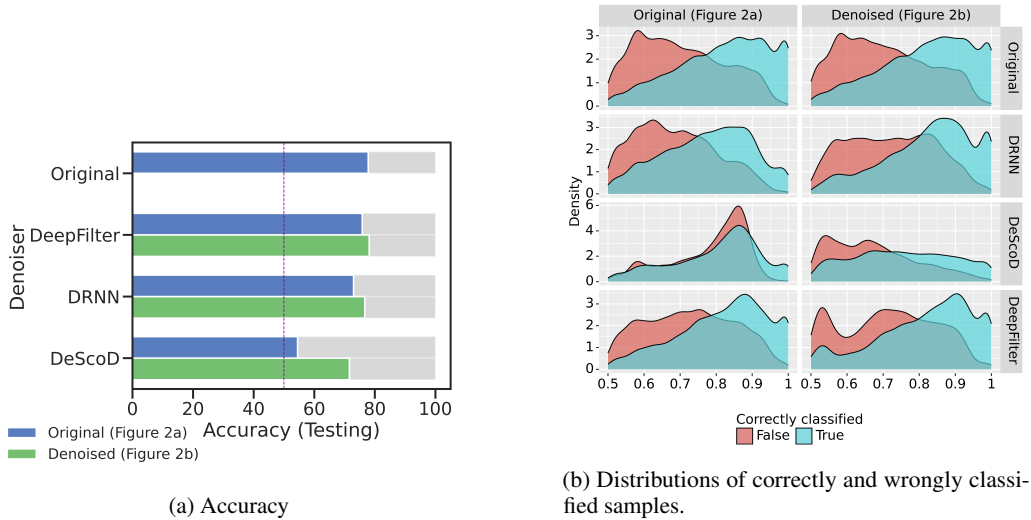 Denoiser
Original
DeepFilter
DRNN
DeScoD
0 20 40 60 80 100
Accuracy (Testing)
Original (Figure 2a)
Denoised (Figure 2b)
(a) Accuracy
Original (Figure 2a) Denoised (Figure 2b)
Density
3
2
1
0
Original
3
2
1
0
DRNN
6
4
2
0
DeScoD
3
2
1
0
DeepFilter
0.5 0.6 0.7 0.8 0.9 1 0.5 0.6 0.7 0.8 0.9 1
Correctly classified
False True
(b) Distributions of correctly and wrongly classi-
fied samples.